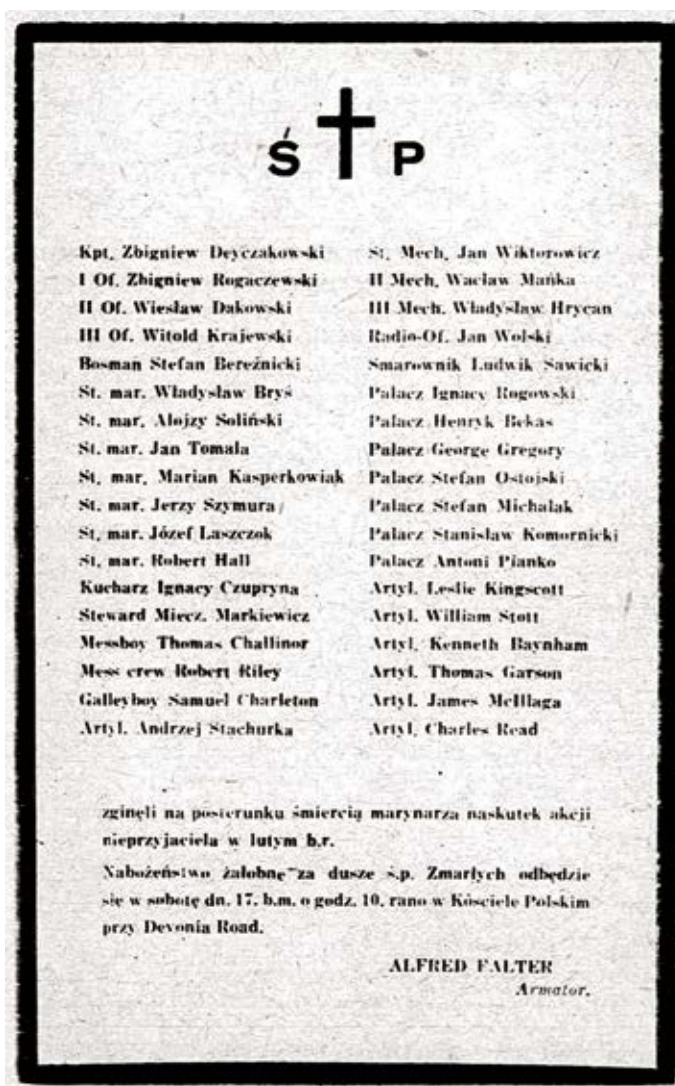 Ś P
Kpt. Zbigniew Deyczakowski
I Of. Zbigniew Rogaczewski
II Of. Wiesław Dakowski
III Of. Witold Krajewski
Bosman Stefan Bereźnicki
St. mar. Władysław Bryś
St. mar. Alojzy Soliński
St. mar. Jan Tomala
St. mar. Marian Kasperkowiak
St. mar. Jerzy Szymura
St. mar. Józef Laszczok
St. mar. Robert Hall
Kucharz Ignacy Czupryna
Steward Miecz. Markiewicz
Messboy Thomas Challinor
Mess crew Robert Riley
Galleyboy Samuel Charleton
Artyl. Andrzej Stachurka
St. Mech. Jan Wiktorowicz
II Mech. Wacław Mańka
III Mech. Władysław Hrycan
Radio-Of. Jan Wolski
Smarownik Ludwik Sawicki
Palacz Ignacy Rogowski
Palacz Henryk Bekas
Palacz George Gregory
Palacz Stefan Ostojski
Palacz Stefan Michalak
Palacz Stanisław Komornicki
Palacz Antoni Pianko
Artyl. Leslie Kingscott
Artyl. William Stott
Artyl. Kenneth Baynham
Artyl. Thomas Garson
Artyl. James McIllaga
Artyl. Charles Read
zginęli na posterunku śmiercią marynarza naskutek akcji
nieprzyjaciela w lutym b.r.
Nabożeństwo żałobne za dusze ś.p. Zmarłych odbędzie
się w sobotę dn. 17. b.m. o godz. 10. rano w Kościele Polskim
przy Devonia Road.
ALFRED FALTER
Armator.